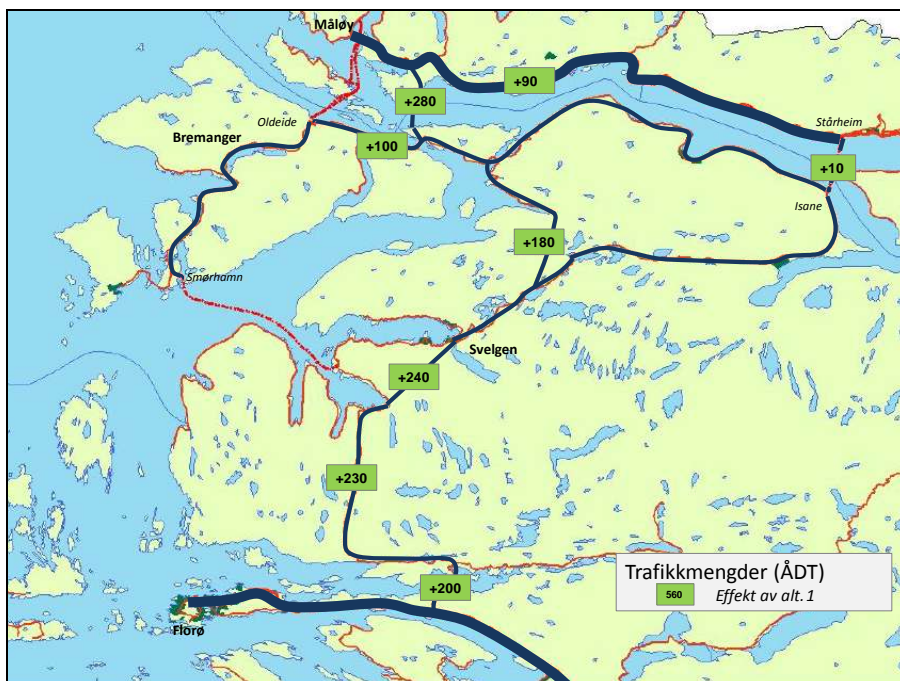 Måløy
+90
+280
Stårheim
Oldeide
Bremanger
+100
+10
Isane
+180
Smørhamn
Svelgen
+240
+230
Trafikkmengder (ÅDT)
560 Effekt av alt. 1
+200
Florø